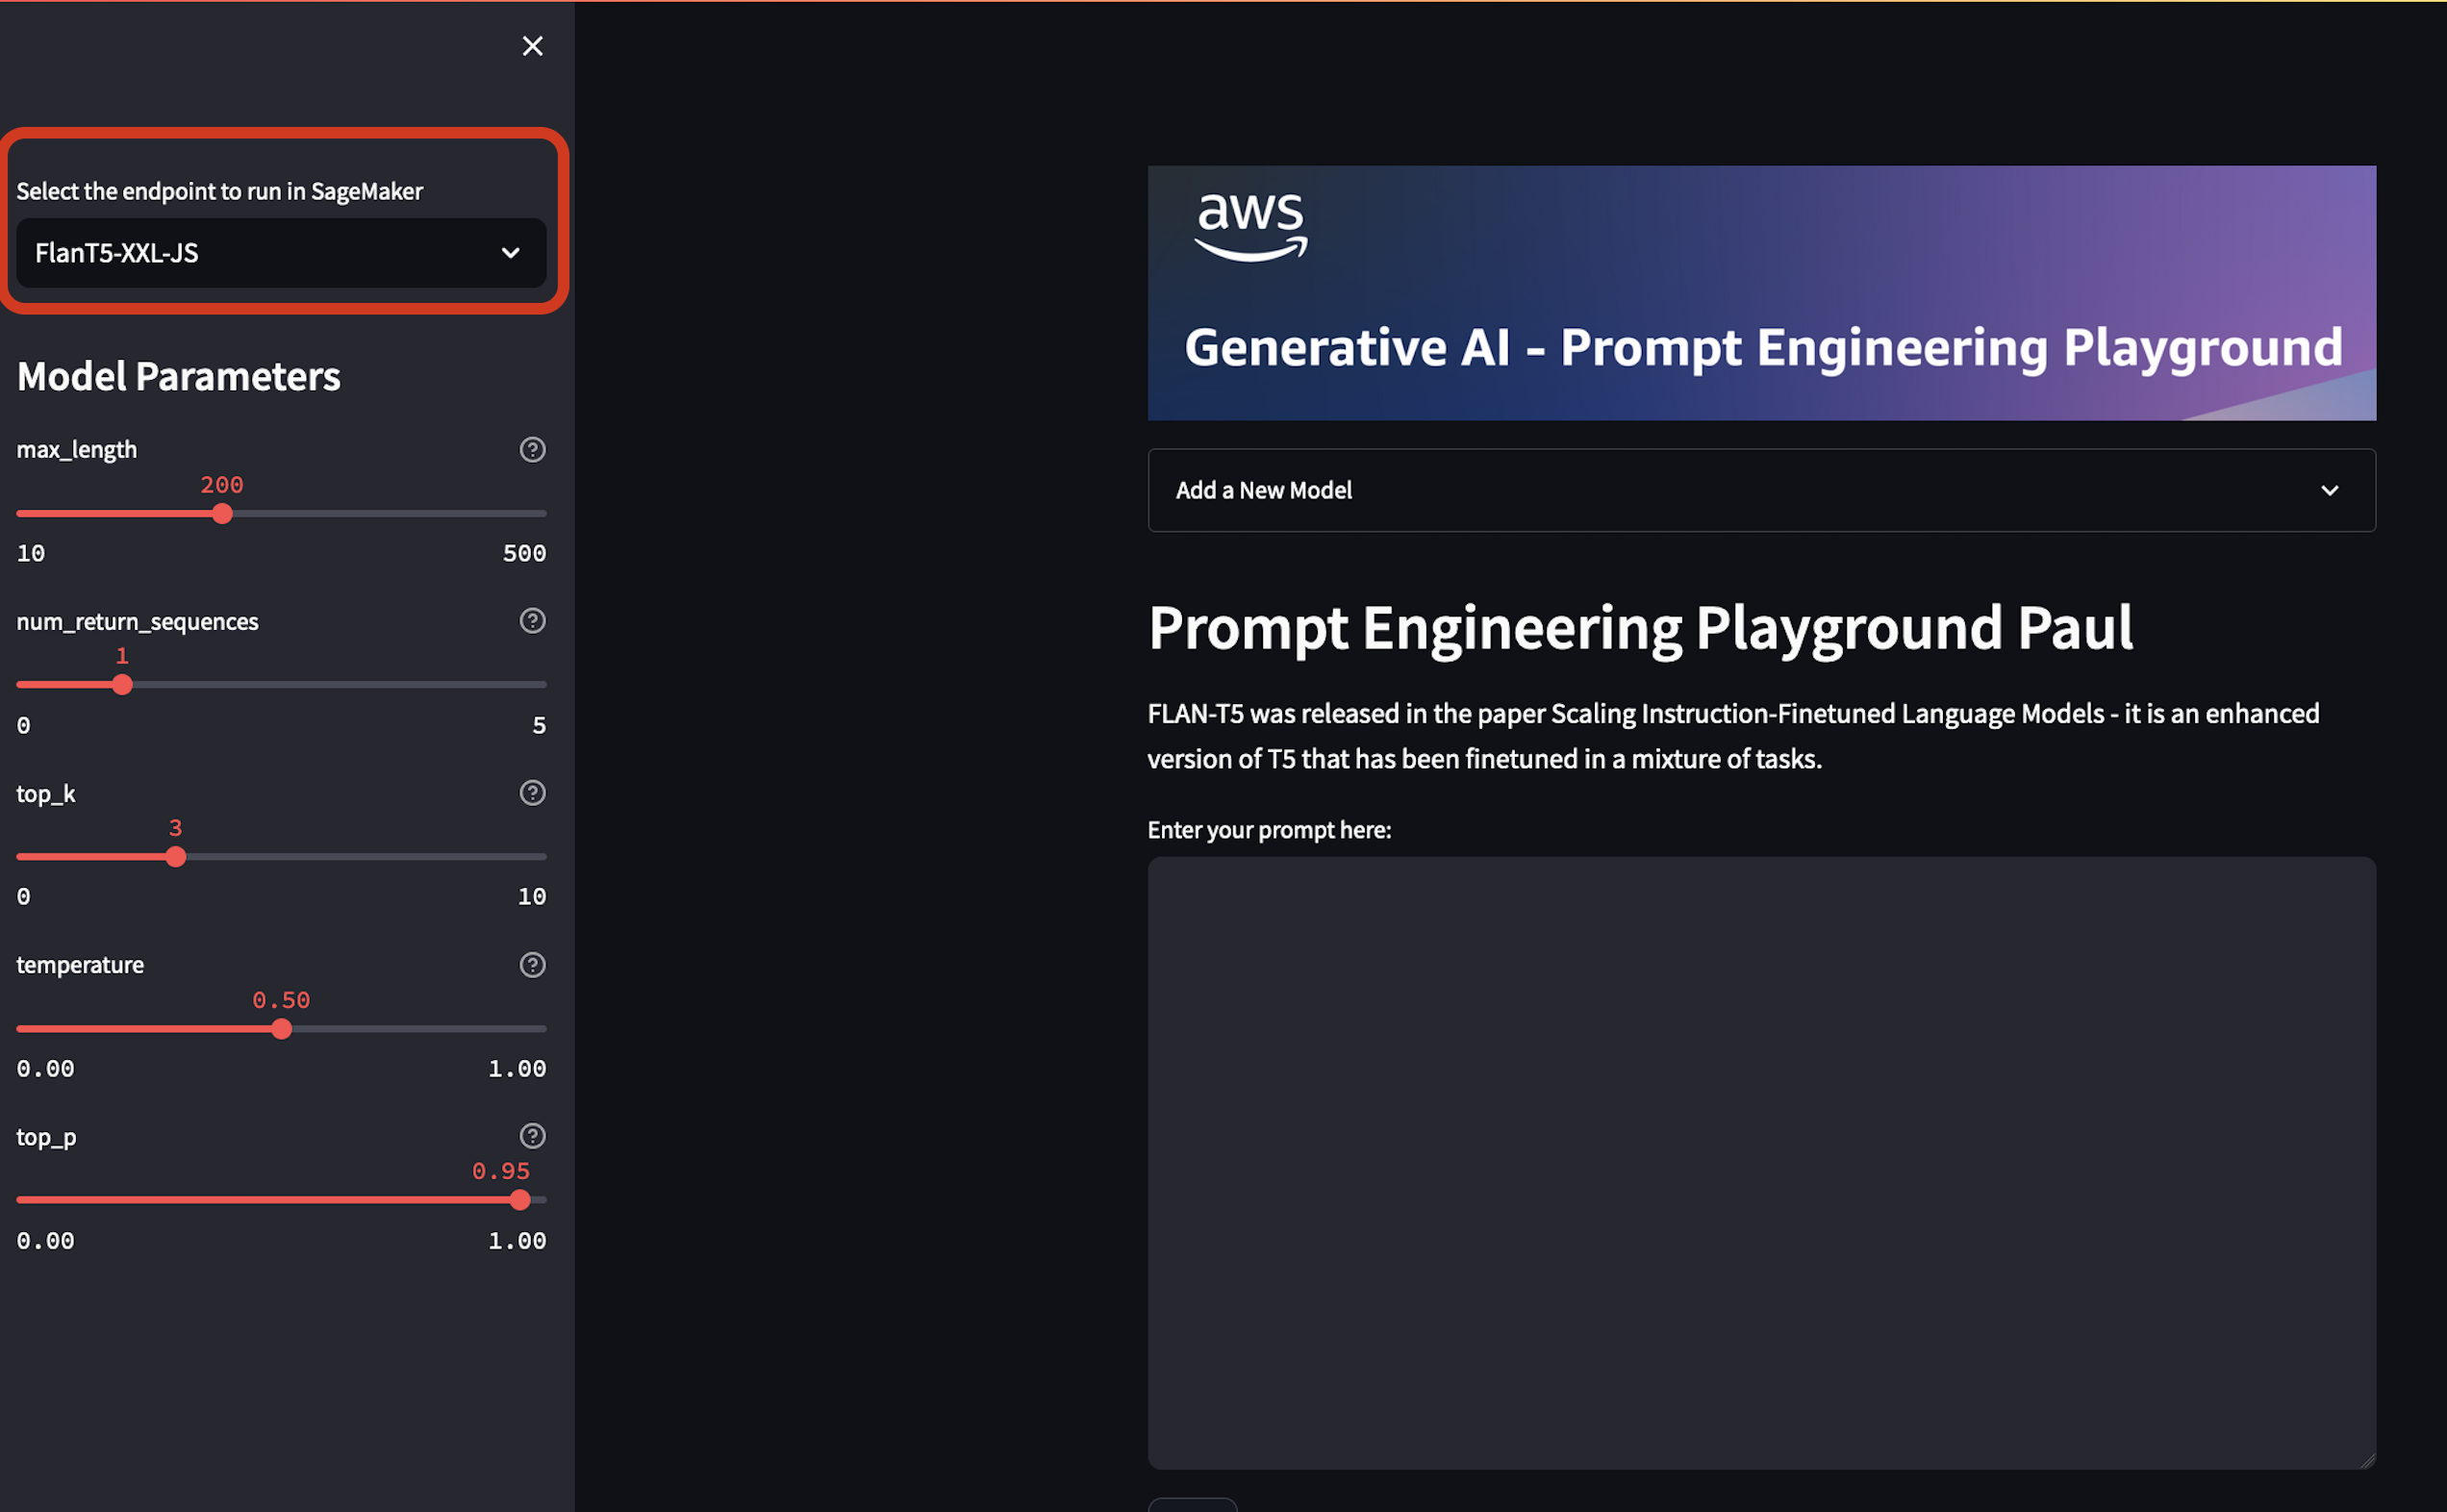 Select the endpoint to run in SageMaker
FlanT5-XXL-JS
Model Parameters
max_length
200
10
500
num_return_sequences
1
0
5
top_k
3
0
10
temperature
0.50
0.00
1.00
top_p
0.95
0.00
1.00
aws
Generative AI - Prompt Engineering Playground
Add a New Model
Prompt Engineering Playground Paul
FLAN-T5 was released in the paper Scaling Instruction-Finetuned Language Models - it is an enhanced
version of T5 that has been finetuned in a mixture of tasks.
Enter your prompt here: